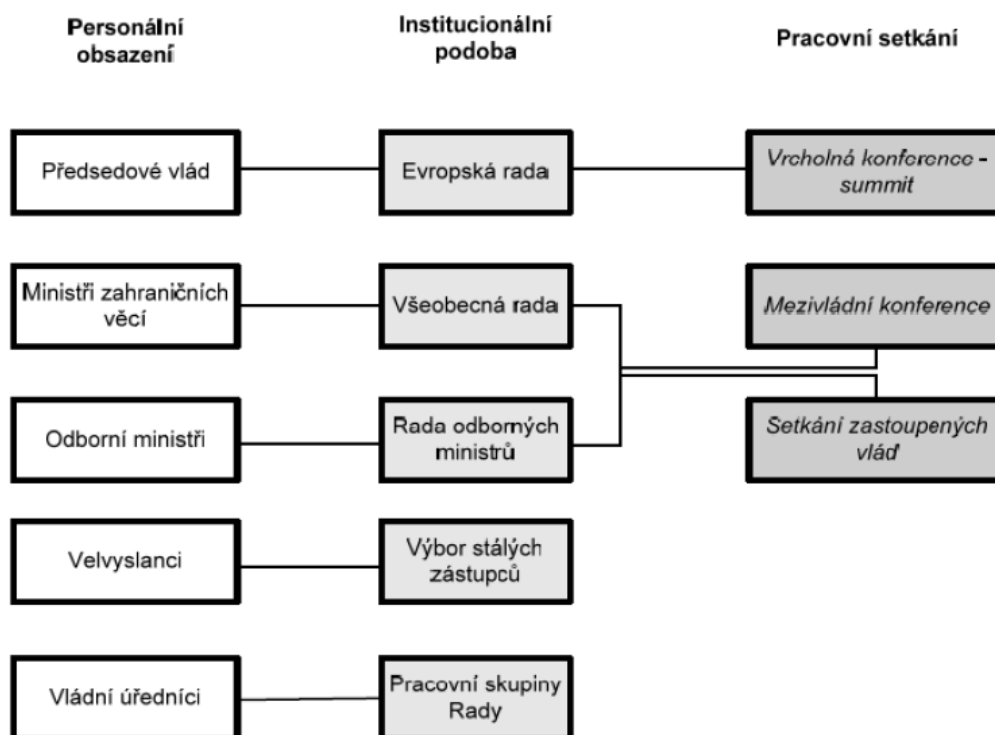 Personální
obsazení
Institucionální
podoba
Pracovní setkání
Předsedové vlád
Evropská rada
Vrcholná konference -
summit
Ministři zahraničních
věcí
Všeobecná rada
Mezivládní konference
Odborní ministři
Rada odborných
ministrů
Setkání zastoupených
vlád
Velvyslanci
Výbor stálých
zástupců
Vládní úředníci
Pracovní skupiny
Rady